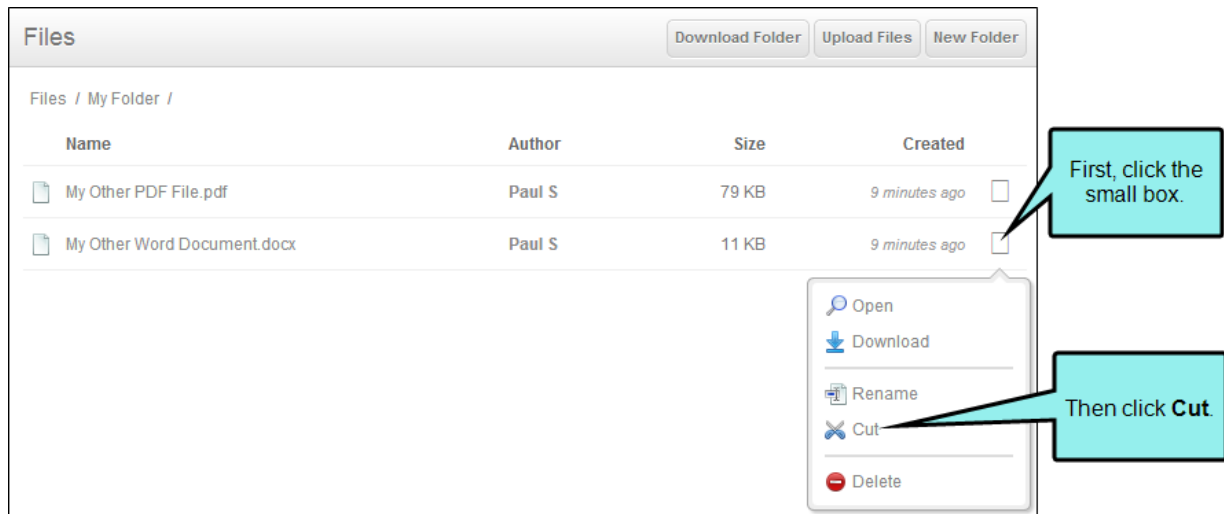 Files
Download Folder Upload Files New Folder
Files / My Folder /
Name Author Size Created
My Other PDF File.pdf Paul S 79 KB 9 minutes ago
My Other Word Document.docx Paul S 11 KB 9 minutes ago
First, click the
small box.
Open
Download
Rename
Cut
Delete
Then click Cut.